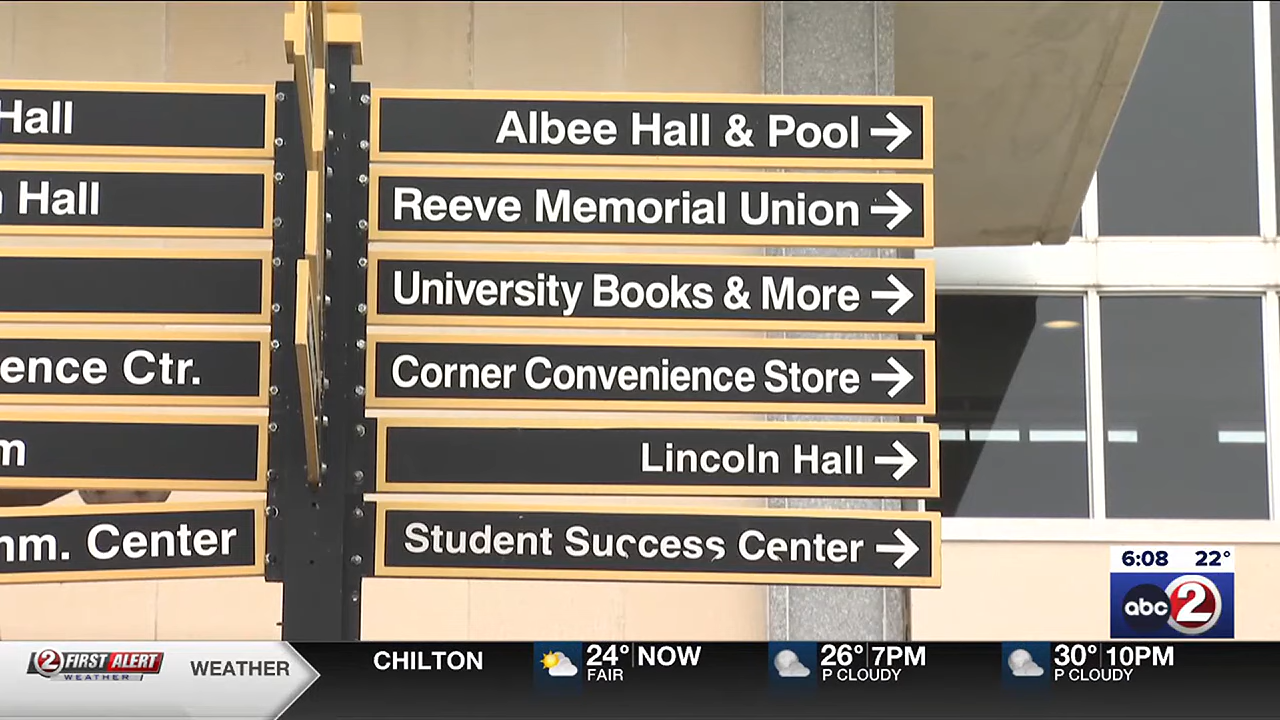 Hall
Hall
ence Ctr.
m
mm. Center
Albee Hall & Pool →
Reeve Memorial Union →
University Books & More →
Corner Convenience Store →
Lincoln Hall →
Student Success Center →
6:08 22°
abc 2
2 FIRST ALERT
WEATHER
WEATHER
CHILTON
24° NOW
FAIR
26° 7PM
P CLOUDY
30° 10PM
P CLOUDY